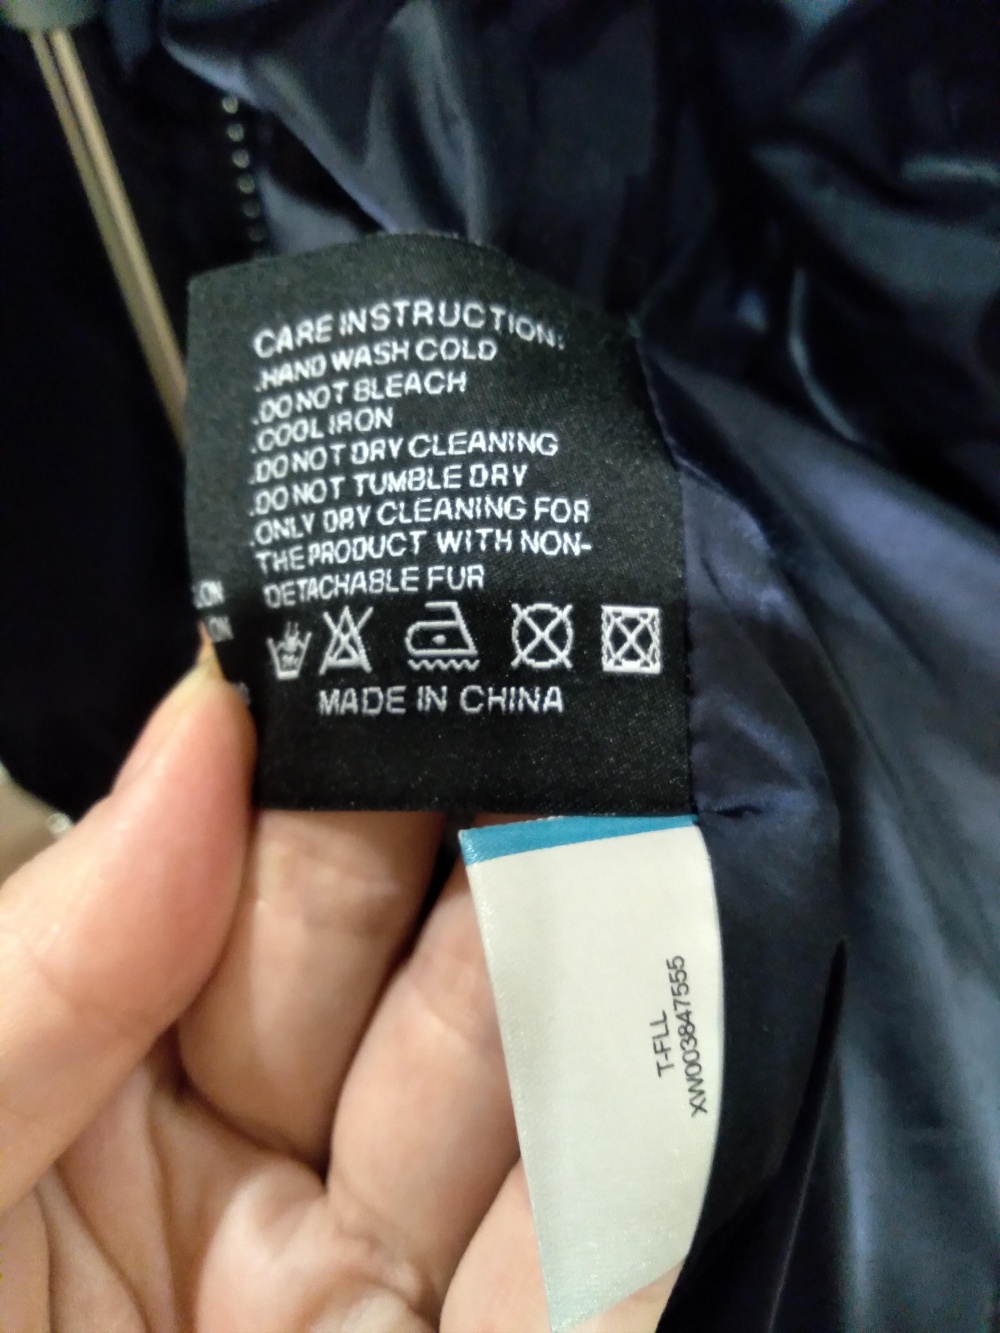 CARE INSTRUCTION:
.HAND WASH COLD
.DO NOT BLEACH
.COOL IRON
.DO NOT DRY CLEANING
.DO NOT TUMBLE DRY
.ONLY DRY CLEANING FOR
THE PRODUCT WITH NON-
DETACHABLE FUR
MADE IN CHINA
T-FLL
XW003847555